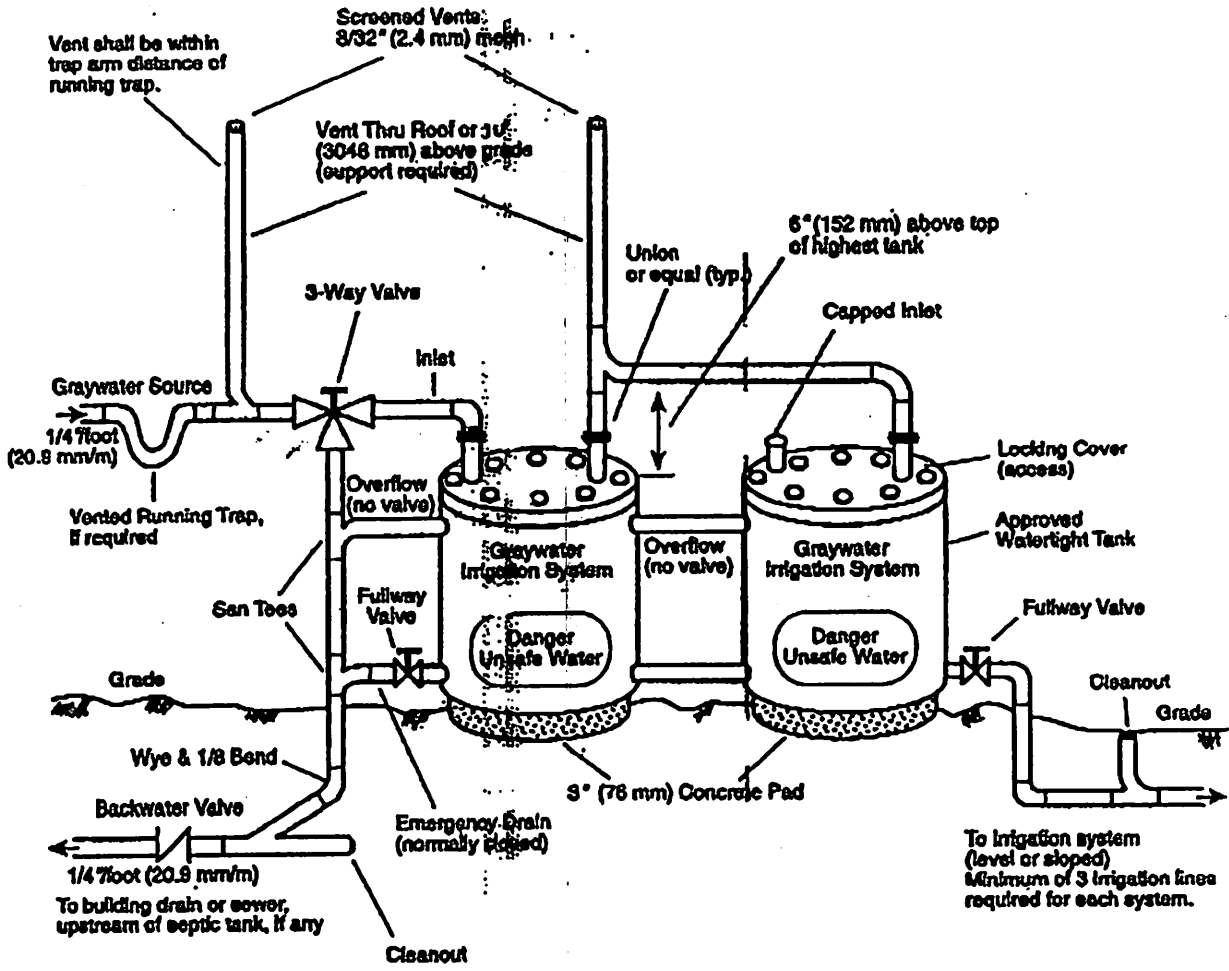 Screened Vents
3/32" (2.4 mm) mesh
Vent shall be within
trap arm distance of
running trap.
Vent Thru Roof or
(3048 mm) above grade
(support required)
6" (152 mm) above top
of highest tank
Union
or equal (typ.)
3-Way Valve
Capped Inlet
Inlet
Graywater Source
1/4"/foot
(20.9 mm/m)
Locking Cover
(access)
Overflow
(no valve)
Vented Running Trap,
if required
Approved
Watertight Tank
Graywater
Irrigation System
Overflow
(no valve)
Graywater
Irrigation System
San Tees
Fullway
Valve
Fullway Valve
Danger
Unsafe Water
Danger
Unsafe Water
Grade
Cleanout
Grade
Wye & 1/8 Bend
3" (76 mm) Concrete Pad
Backwater Valve
Emergency Drain
(normally closed)
1/4"/foot (20.9 mm/m)
To building drain or sewer,
upstream of septic tank, if any
To irrigation system
(level or sloped)
Minimum of 3 irrigation lines
required for each system.
Cleanout